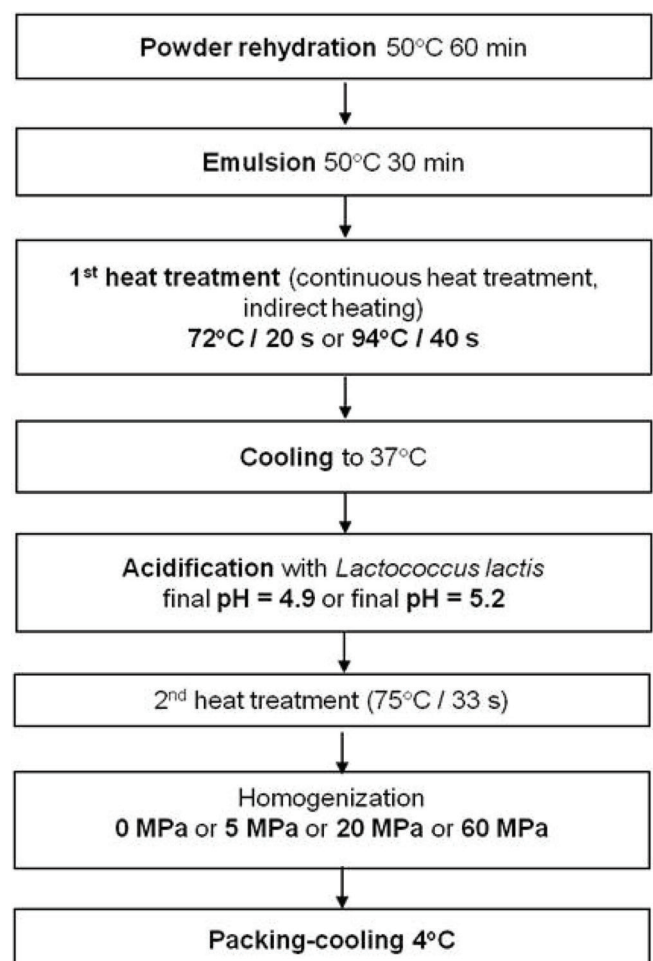 Powder rehydration 50°C 60 min
Emulsion 50°C 30 min
1st heat treatment (continuous heat treatment,
indirect heating)
72°C / 20 s or 94°C / 40 s
Cooling to 37°C
Acidification with Lactococcus lactis
final pH = 4.9 or final pH = 5.2
2nd heat treatment (75°C / 33 s)
Homogenization
0 MPa or 5 MPa or 20 MPa or 60 MPa
Packing-cooling 4°C